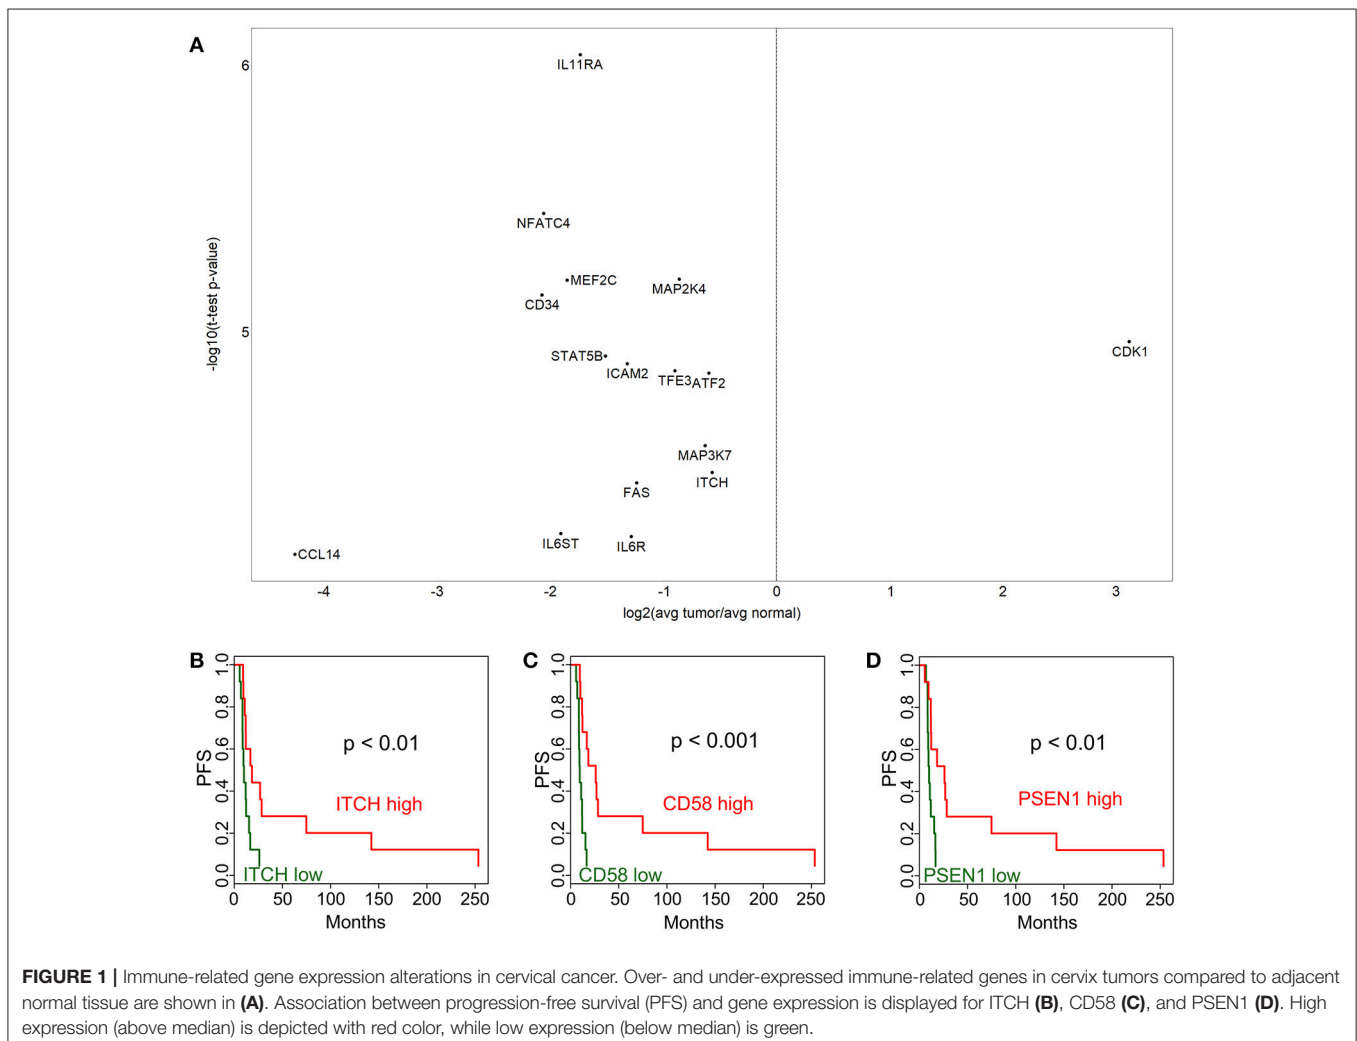 A
6
IL11RA
NFATC4
MEF2C
MAP2K4
CD34
-log10(t-test p-value)
5
CDK1
STAT5B
ICAM2
TFE3 ATF2
MAP3K7
ITCH
FAS
IL6ST
IL6R
CCL14
-4 -3 -2 -1 0 1 2 3
log2(avg tumor/avg normal)
B
1.0
0.8
0.6
0.4
0.2
0.0
PFS
p < 0.01
ITCH high
ITCH low
0 50 100 150 200 250
Months
C
1.0
0.8
0.6
0.4
0.2
0.0
PFS
p < 0.001
CD58 high
CD58 low
0 50 100 150 200 250
Months
D
1.0
0.8
0.6
0.4
0.2
0.0
PFS
p < 0.01
PSEN1 high
PSEN1 low
0 50 100 150 200 250
Months
FIGURE 1 | Immune-related gene expression alterations in cervical cancer. Over- and under-expressed immune-related genes in cervix tumors compared to adjacent
normal tissue are shown in (A). Association between progression-free survival (PFS) and gene expression is displayed for ITCH (B), CD58 (C), and PSEN1 (D). High
expression (above median) is depicted with red color, while low expression (below median) is green.